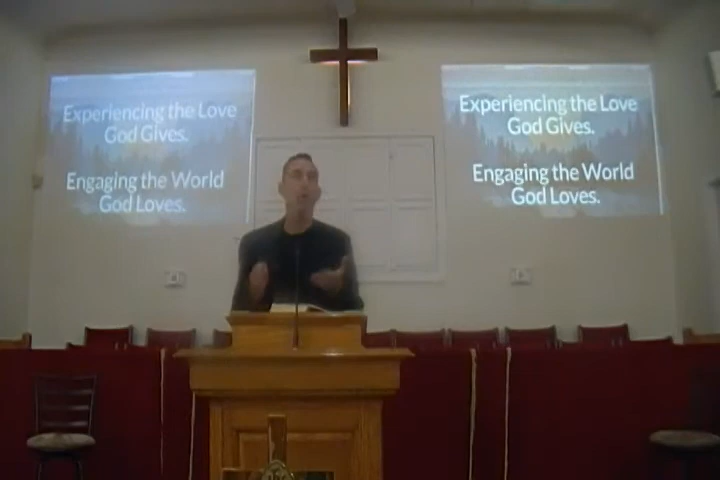 Experiencing the Love
God Gives.
Engaging the World
God Loves.
Experiencing the Love
God Gives.
Engaging the World
God Loves.